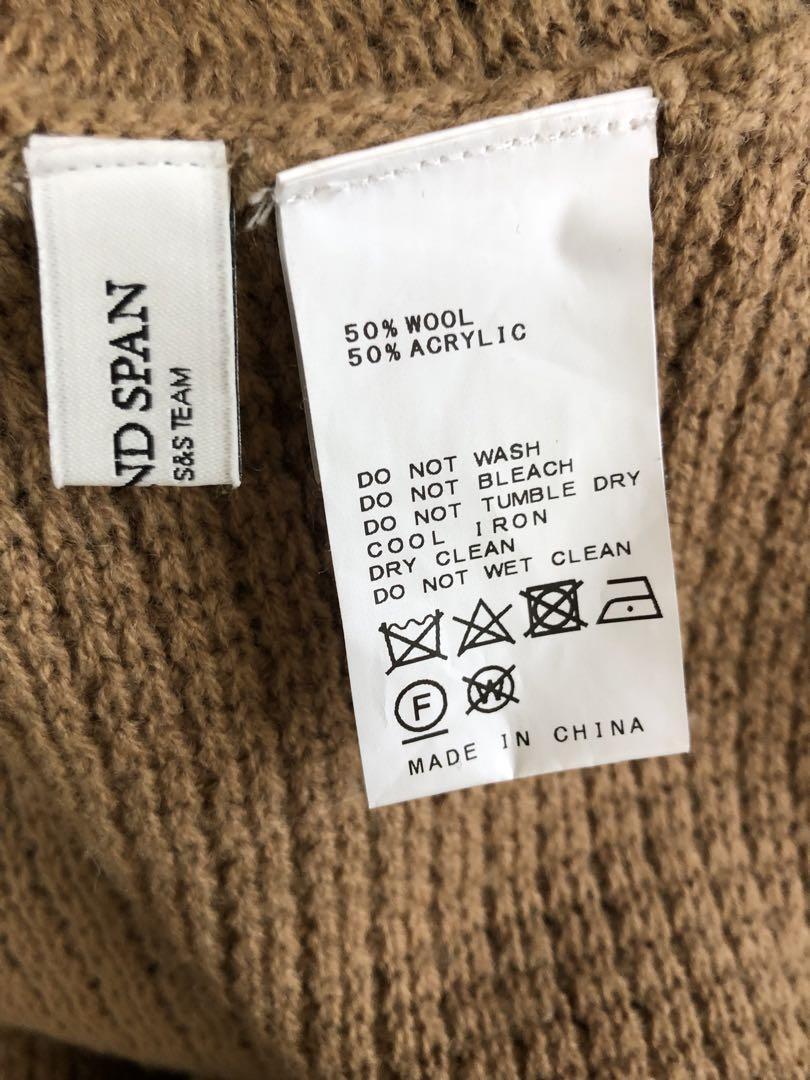 ND SPAN
S&S TEAM
50% WOOL
50% ACRYLIC
DO NOT WASH
DO NOT BLEACH
DO NOT TUMBLE DRY
COOL IRON
DRY CLEAN
DO NOT WET CLEAN
F W
MADE IN CHINA